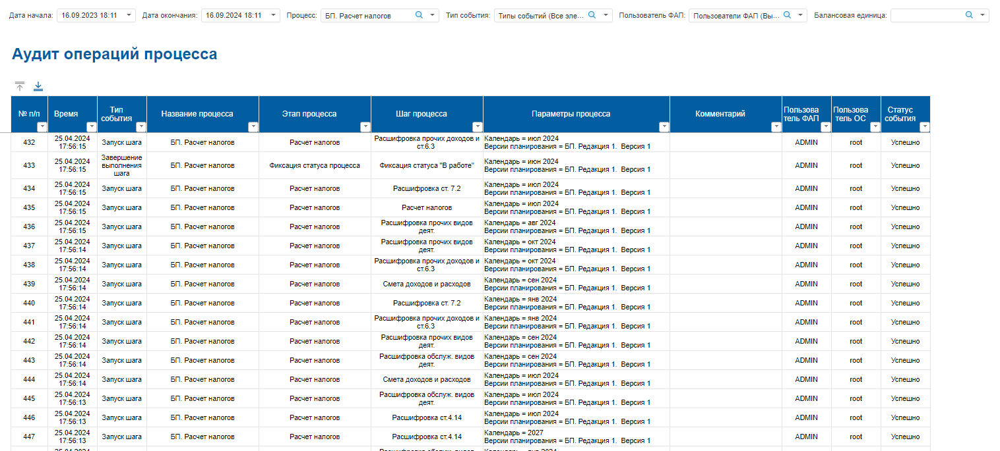 Дата начала: 16.09.2023 18:11 Дата окончания: 16.09.2024 18:11 Процесс: БП. Расчет налогов Тип события: Типы событий (Все эле... Пользователь ФАП: Пользователи ФАП (Вы... Балансовая единица:
Аудит операций процесса
№ п/п Время Тип события Название процесса Этап процесса Шаг процесса Параметры процесса Комментарий Пользова тель ФАП Пользова тель ОС Статус события
432 25.04.2024 17:56:15 Запуск шага БП. Расчет налогов Расчет налогов Расшифровка прочих доходов и ст.6.3 Календарь = июл 2024 Версии планирования = БП. Редакция 1. Версия 1 ADMIN root Успешно
433 25.04.2024 17:56:15 Завершение выполнения шага БП. Расчет налогов Фиксация статуса процесса Фиксация статуса "В работе" Календарь = июн 2024 Версии планирования = БП. Редакция 1. Версия 1 ADMIN root Успешно
434 25.04.2024 17:56:15 Запуск шага БП. Расчет налогов Расчет налогов Расшифровка ст. 7.2 Календарь = июл 2024 Версии планирования = БП. Редакция 1. Версия 1 ADMIN root Успешно
435 25.04.2024 17:56:15 Запуск шага БП. Расчет налогов Расчет налогов Расчет налогов Календарь = июл 2024 Версии планирования = БП. Редакция 1. Версия 1 ADMIN root Успешно
436 25.04.2024 17:56:15 Запуск шага БП. Расчет налогов Расчет налогов Расшифровка прочих видов деят. Календарь = авг 2024 Версии планирования = БП. Редакция 1. Версия 1 ADMIN root Успешно
437 25.04.2024 17:56:14 Запуск шага БП. Расчет налогов Расчет налогов Расшифровка прочих видов деят. Календарь = окт 2024 Версии планирования = БП. Редакция 1. Версия 1 ADMIN root Успешно
438 25.04.2024 17:56:14 Запуск шага БП. Расчет налогов Расчет налогов Расшифровка прочих доходов и ст.6.3 Календарь = окт 2024 Версии планирования = БП. Редакция 1. Версия 1 ADMIN root Успешно
439 25.04.2024 17:56:14 Запуск шага БП. Расчет налогов Расчет налогов Смета доходов и расходов Календарь = сен 2024 Версии планирования = БП. Редакция 1. Версия 1 ADMIN root Успешно
440 25.04.2024 17:56:14 Запуск шага БП. Расчет налогов Расчет налогов Расшифровка ст. 7.2 Календарь = янв 2024 Версии планирования = БП. Редакция 1. Версия 1 ADMIN root Успешно
441 25.04.2024 17:56:14 Запуск шага БП. Расчет налогов Расчет налогов Расшифровка прочих доходов и ст.6.3 Календарь = янв 2024 Версии планирования = БП. Редакция 1. Версия 1 ADMIN root Успешно
442 25.04.2024 17:56:14 Запуск шага БП. Расчет налогов Расчет налогов Расшифровка прочих видов деят. Календарь = сен 2024 Версии планирования = БП. Редакция 1. Версия 1 ADMIN root Успешно
443 25.04.2024 17:56:14 Запуск шага БП. Расчет налогов Расчет налогов Расшифровка обслуж. видов деят. Календарь = сен 2024 Версии планирования = БП. Редакция 1. Версия 1 ADMIN root Успешно
444 25.04.2024 17:56:14 Запуск шага БП. Расчет налогов Расчет налогов Смета доходов и расходов Календарь = июл 2024 Версии планирования = БП. Редакция 1. Версия 1 ADMIN root Успешно
445 25.04.2024 17:56:13 Запуск шага БП. Расчет налогов Расчет налогов Расшифровка обслуж. видов деят. Календарь = июл 2024 Версии планирования = БП. Редакция 1. Версия 1 ADMIN root Успешно
446 25.04.2024 17:56:13 Запуск шага БП. Расчет налогов Расчет налогов Расшифровка ст.4.14 Календарь = июл 2024 Версии планирования = БП. Редакция 1. Версия 1 ADMIN root Успешно
447 25.04.2024 17:56:13 Запуск шага БП. Расчет налогов Расчет налогов Расшифровка ст.4.14 Календарь = 2027 Версии планирования = БП. Редакция 1. Версия 1 ADMIN root Успешно